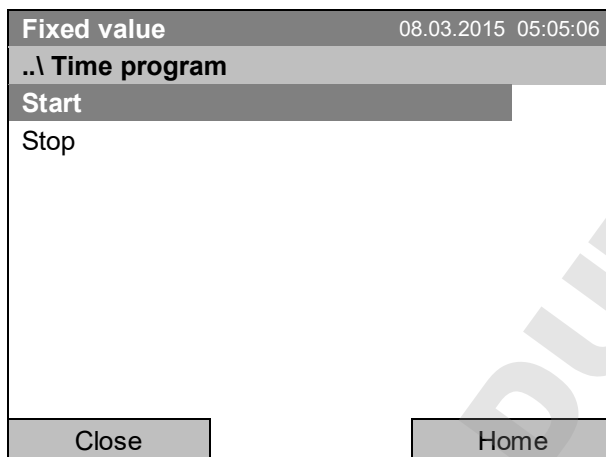 Fixed value 08.03.2015 05:05:06
..\ Time program
Start
Stop
Close Home